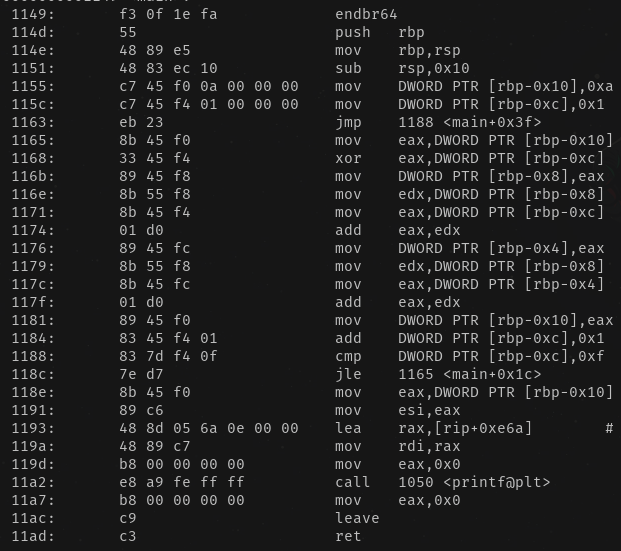 1149: f3 0f 1e fa endbr64
114d: 55 push rbp
114e: 48 89 e5 mov rbp,rsp
1151: 48 83 ec 10 sub rsp,0x10
1155: c7 45 f0 0a 00 00 00 mov DWORD PTR [rbp-0x10],0xa
115c: c7 45 f4 01 00 00 00 mov DWORD PTR [rbp-0xc],0x1
1163: eb 23 jmp 1188 <main+0x3f>
1165: 8b 45 f0 mov eax,DWORD PTR [rbp-0x10]
1168: 33 45 f4 xor eax,DWORD PTR [rbp-0xc]
116b: 89 45 f8 mov DWORD PTR [rbp-0x8],eax
116e: 8b 55 f8 mov edx,DWORD PTR [rbp-0x8]
1171: 8b 45 f4 mov eax,DWORD PTR [rbp-0xc]
1174: 01 d0 add eax,edx
1176: 89 45 fc mov DWORD PTR [rbp-0x4],eax
1179: 8b 55 f8 mov edx,DWORD PTR [rbp-0x8]
117c: 8b 45 fc mov eax,DWORD PTR [rbp-0x4]
117f: 01 d0 add eax,edx
1181: 89 45 f0 mov DWORD PTR [rbp-0x10],eax
1184: 83 45 f4 01 add DWORD PTR [rbp-0xc],0x1
1188: 83 7d f4 0f cmp DWORD PTR [rbp-0xc],0xf
118c: 7e d7 jle 1165 <main+0x1c>
118e: 8b 45 f0 mov eax,DWORD PTR [rbp-0x10]
1191: 89 c6 mov esi,eax
1193: 48 8d 05 6a 0e 00 00 lea rax,[rip+0xe6a] #
119a: 48 89 c7 mov rdi,rax
119d: b8 00 00 00 00 mov eax,0x0
11a2: e8 a9 fe ff ff call 1050 <printf@plt>
11a7: b8 00 00 00 00 mov eax,0x0
11ac: c9 leave
11ad: c3 ret